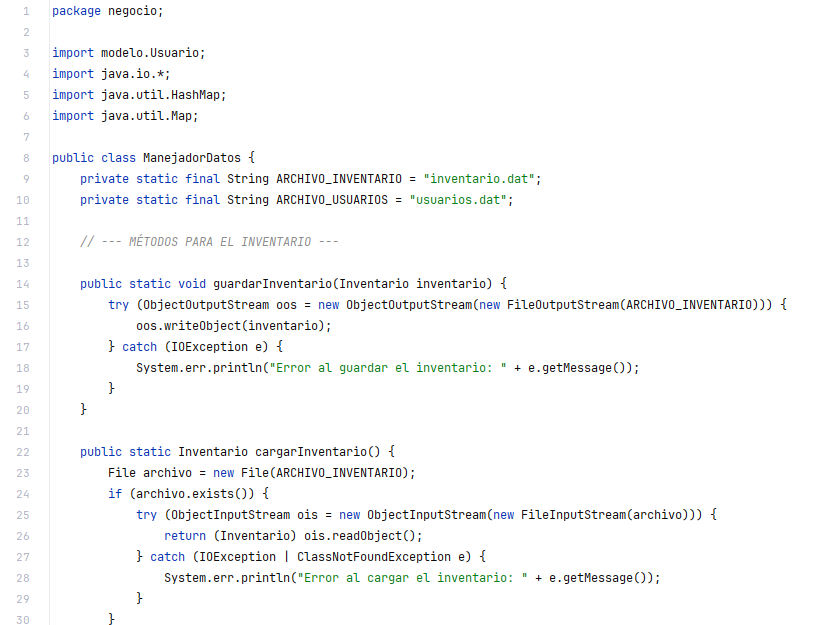 1 package negocio;
2
3 import modelo.Usuario;
4 import java.io.*;
5 import java.util.HashMap;
6 import java.util.Map;
7
8 public class ManejadorDatos {
9     private static final String ARCHIVO_INVENTARIO = "inventario.dat";
10     private static final String ARCHIVO_USUARIOS = "usuarios.dat";
11
12     // --- MÉTODOS PARA EL INVENTARIO ---
13
14     public static void guardarInventario(Inventario inventario) {
15         try (ObjectOutputStream oos = new ObjectOutputStream(new FileOutputStream(ARCHIVO_INVENTARIO))) {
16             oos.writeObject(inventario);
17         } catch (IOException e) {
18             System.err.println("Error al guardar el inventario: " + e.getMessage());
19         }
20     }
21
22     public static Inventario cargarInventario() {
23         File archivo = new File(ARCHIVO_INVENTARIO);
24         if (archivo.exists()) {
25             try (ObjectInputStream ois = new ObjectInputStream(new FileInputStream(archivo))) {
26                 return (Inventario) ois.readObject();
27             } catch (IOException | ClassNotFoundException e) {
28                 System.err.println("Error al cargar el inventario: " + e.getMessage());
29             }
30         }